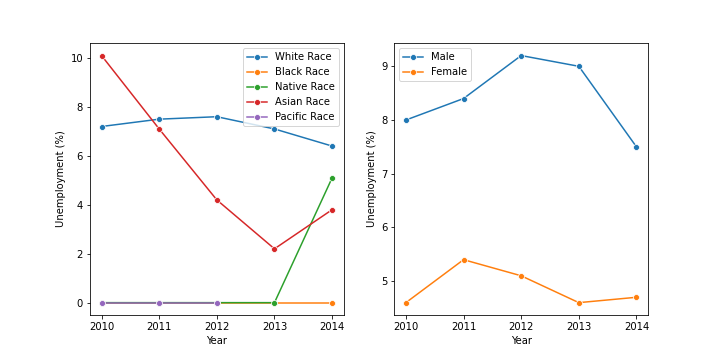 Unemployment (%)
10
8
6
4
2
0
2010 2011 2012 2013 2014
Year
White Race
Black Race
Native Race
Asian Race
Pacific Race
Unemployment (%)
9
8
7
6
5
2010 2011 2012 2013 2014
Year
Male
Female